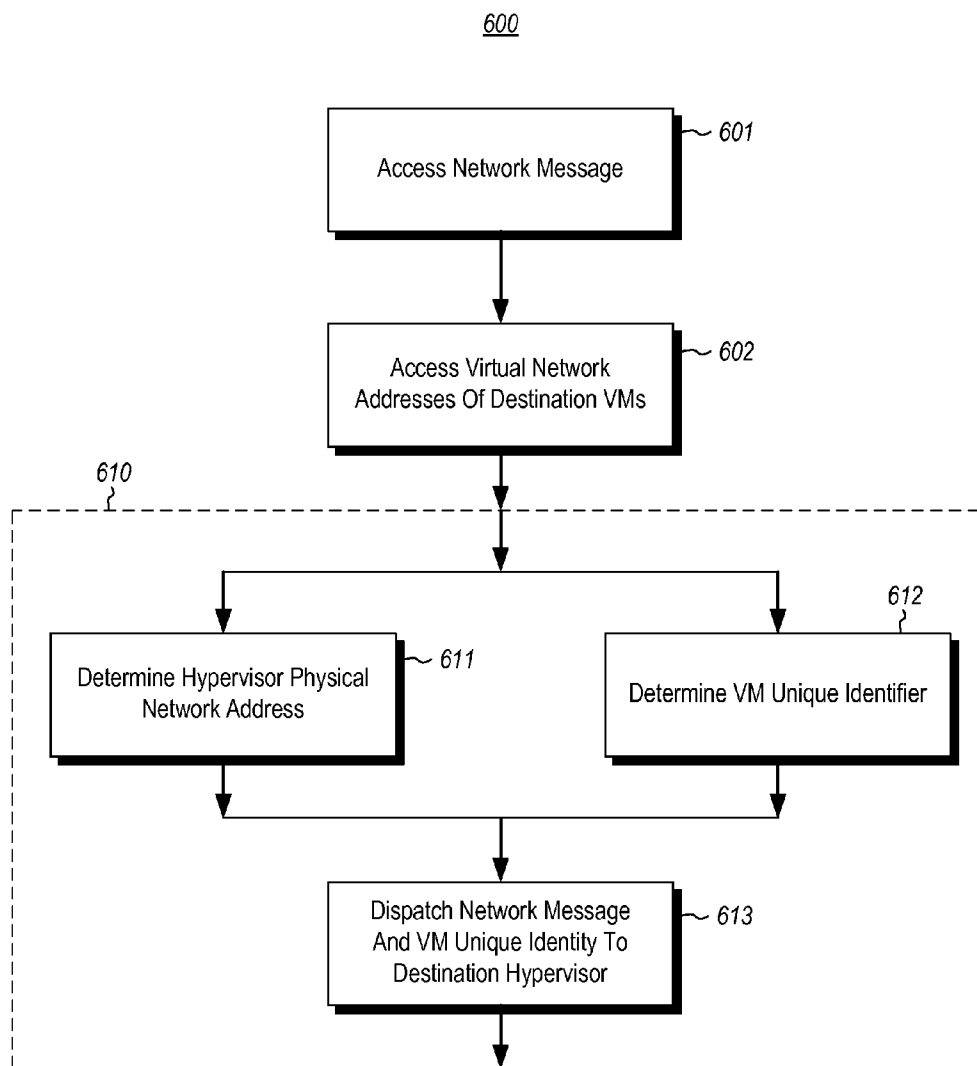 600
Access Network Message
601
Access Virtual Network
Addresses Of Destination VMs
602
610
Determine Hypervisor Physical
Network Address
611
612
Determine VM Unique Identifier
Dispatch Network Message
And VM Unique Identity To
Destination Hypervisor
613